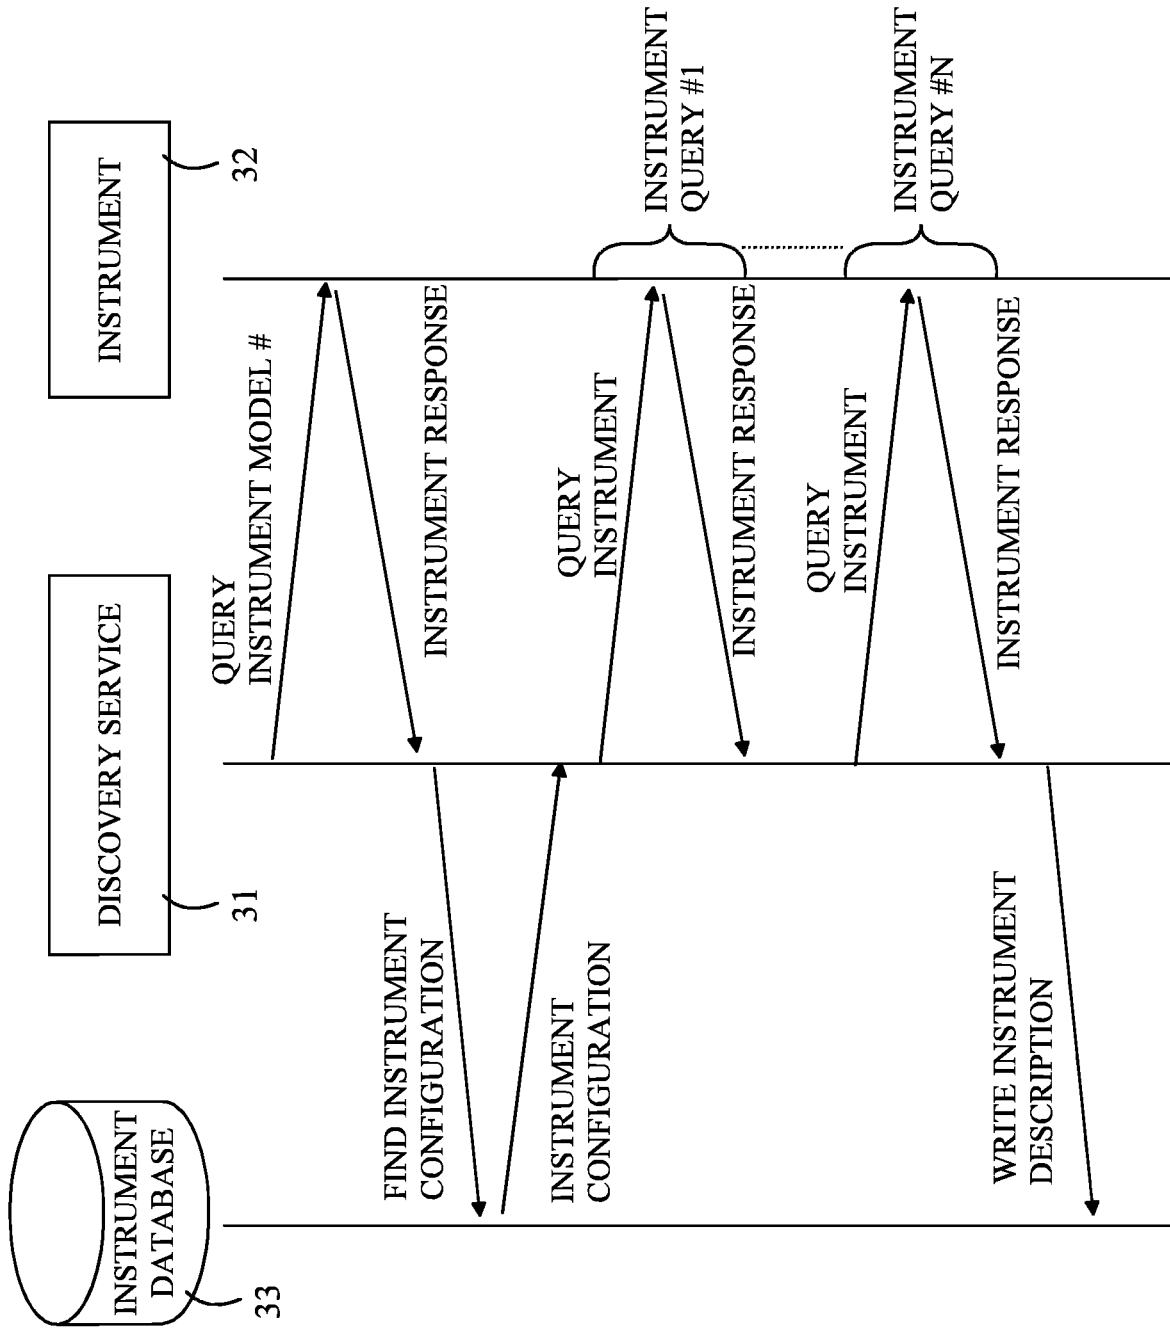 INSTRUMENT
DATABASE
33
DISCOVERY SERVICE
31
INSTRUMENT
32
QUERY
INSTRUMENT MODEL #
INSTRUMENT RESPONSE
FIND INSTRUMENT
CONFIGURATION
INSTRUMENT
CONFIGURATION
QUERY
INSTRUMENT
INSTRUMENT RESPONSE
INSTRUMENT
QUERY #1
QUERY
INSTRUMENT
INSTRUMENT RESPONSE
INSTRUMENT
QUERY #N
WRITE INSTRUMENT
DESCRIPTION